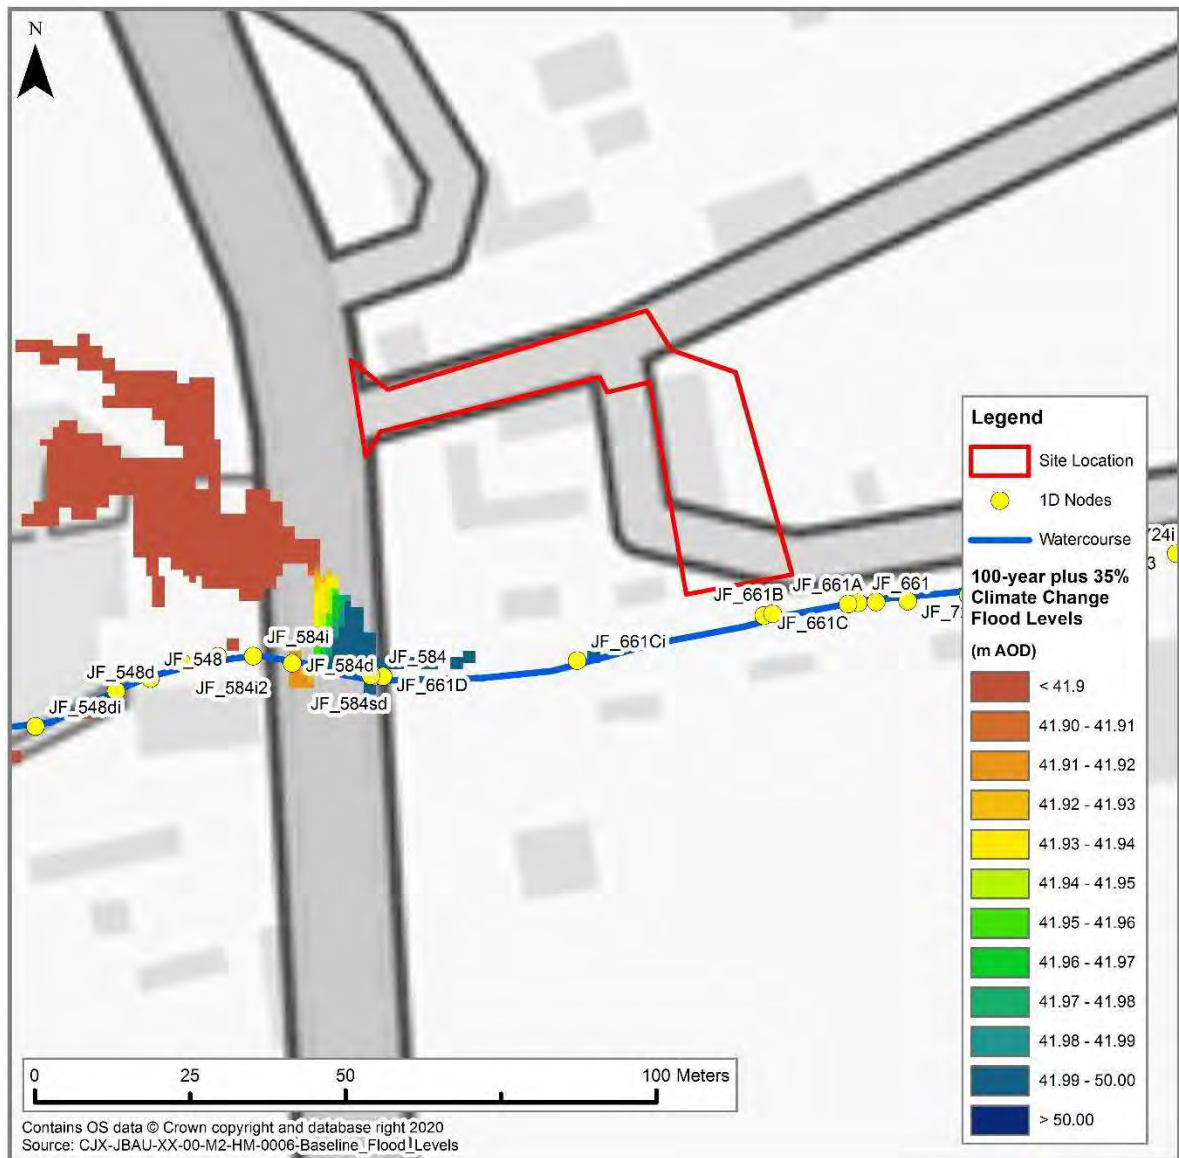 N
JF_548di
JF_548d
JF_548
JF_584i2
JF_584i
JF_584d
JF_584sd
JF_584
JF_661D
JF_661Ci
JF_661B
JF_661C
JF_661A
JF_661
JF_7
724i
3
Legend
Site Location
1D Nodes
Watercourse
100-year plus 35%
Climate Change
Flood Levels
(m AOD)
< 41.9
41.90 - 41.91
41.91 - 41.92
41.92 - 41.93
41.93 - 41.94
41.94 - 41.95
41.95 - 41.96
41.96 - 41.97
41.97 - 41.98
41.98 - 41.99
41.99 - 50.00
> 50.00
0 25 50 100 Meters
Contains OS data © Crown copyright and database right 2020
Source: CJX-JBAU-XX-00-M2-HM-0006-Baseline_Flood_Levels